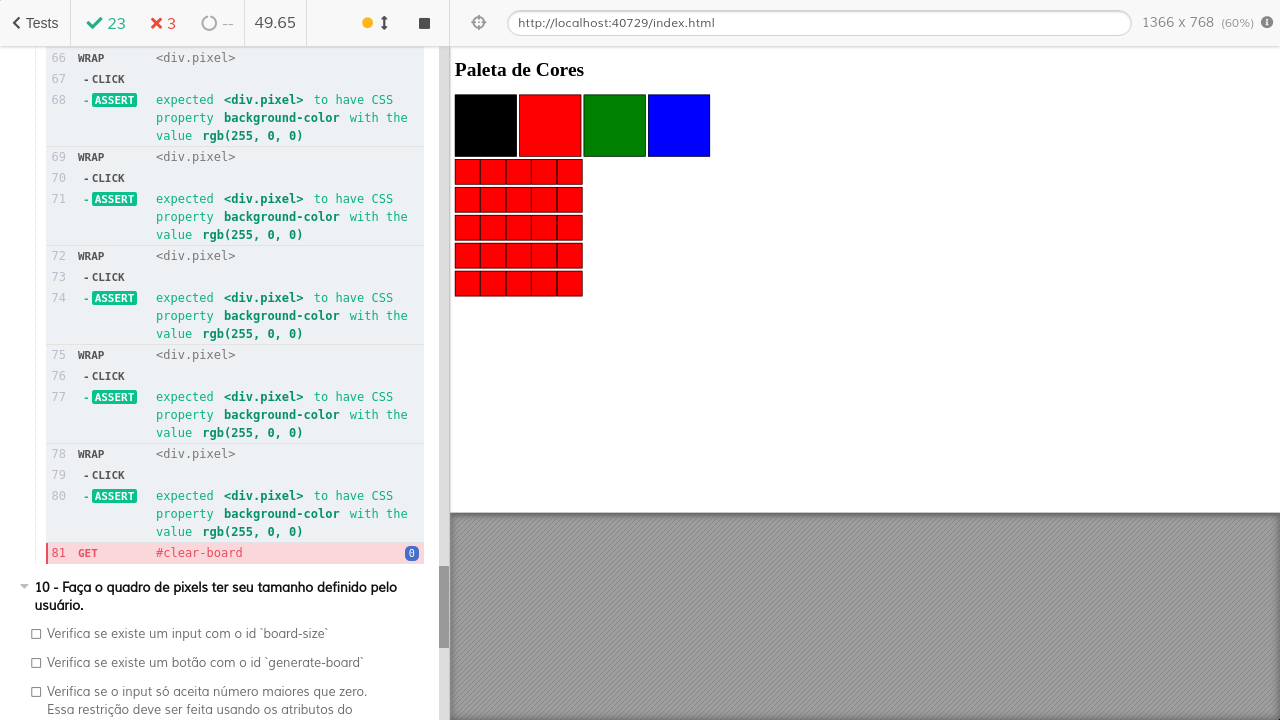 Tests 23 3 -- 49.65 http://localhost:40729/index.html 1366 x 768 (60%)
66 WRAP <div.pixel>
67 -CLICK
68 -ASSERT expected <div.pixel> to have CSS
property background-color with the
value rgb(255, 0, 0)
69 WRAP <div.pixel>
70 -CLICK
71 -ASSERT expected <div.pixel> to have CSS
property background-color with the
value rgb(255, 0, 0)
72 WRAP <div.pixel>
73 -CLICK
74 -ASSERT expected <div.pixel> to have CSS
property background-color with the
value rgb(255, 0, 0)
75 WRAP <div.pixel>
76 -CLICK
77 -ASSERT expected <div.pixel> to have CSS
property background-color with the
value rgb(255, 0, 0)
78 WRAP <div.pixel>
79 -CLICK
80 -ASSERT expected <div.pixel> to have CSS
property background-color with the
value rgb(255, 0, 0)
81 GET #clear-board 0
10 - Faça o quadro de pixels ter seu tamanho definido pelo
usuário.
Verifica se existe um input com o id `board-size`
Verifica se existe um botão com o id `generate-board`
Verifica se o input só aceita número maiores que zero.
Essa restrição deve ser feita usando os atributos do
Paleta de Cores